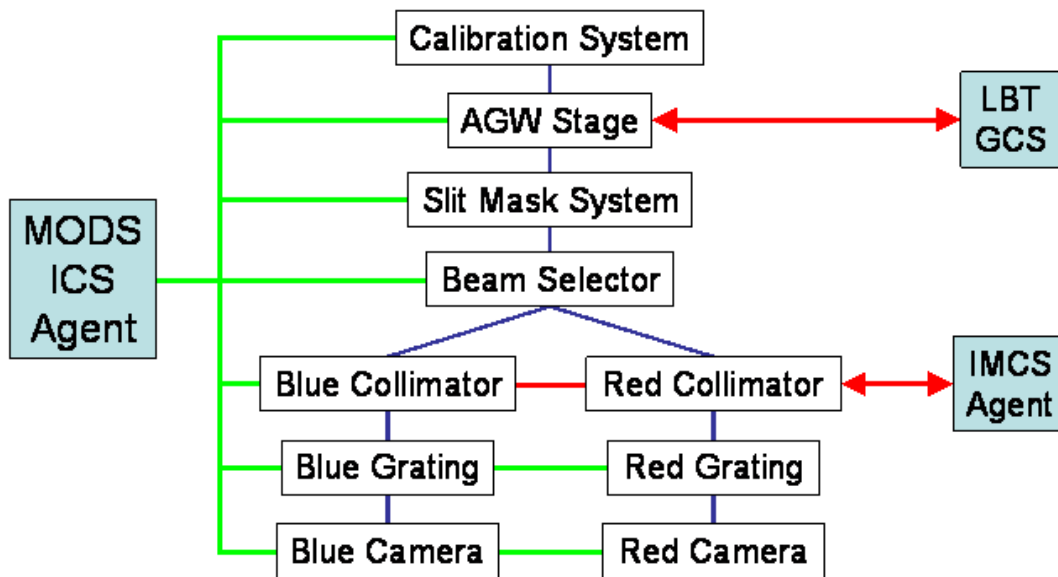 Calibration System
AGW Stage
LBT
GCS
Slit Mask System
MODS
ICS
Agent
Beam Selector
Blue Collimator
Red Collimator
IMCS
Agent
Blue Grating
Red Grating
Blue Camera
Red Camera